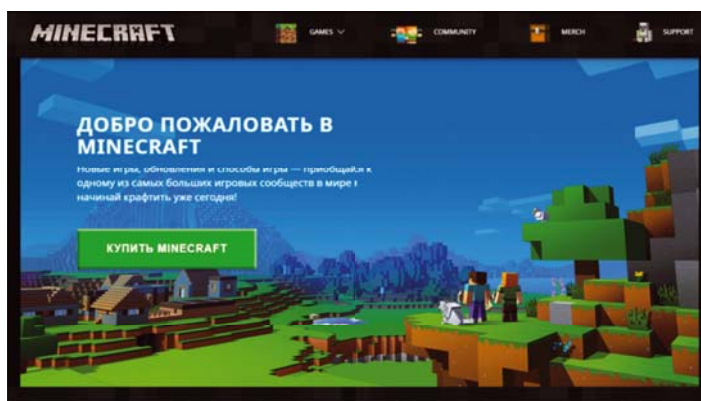 MINECRAFT
GAMES
COMMUNITY
MERCH
SUPPORT
ДОБРО ПОЖАЛОВАТЬ В
MINECRAFT
Новые игры, обновления и способы игры — приобщайся к
одному из самых больших игровых сообществ в мире
начинай крафтить уже сегодня!
КУПИТЬ MINECRAFT